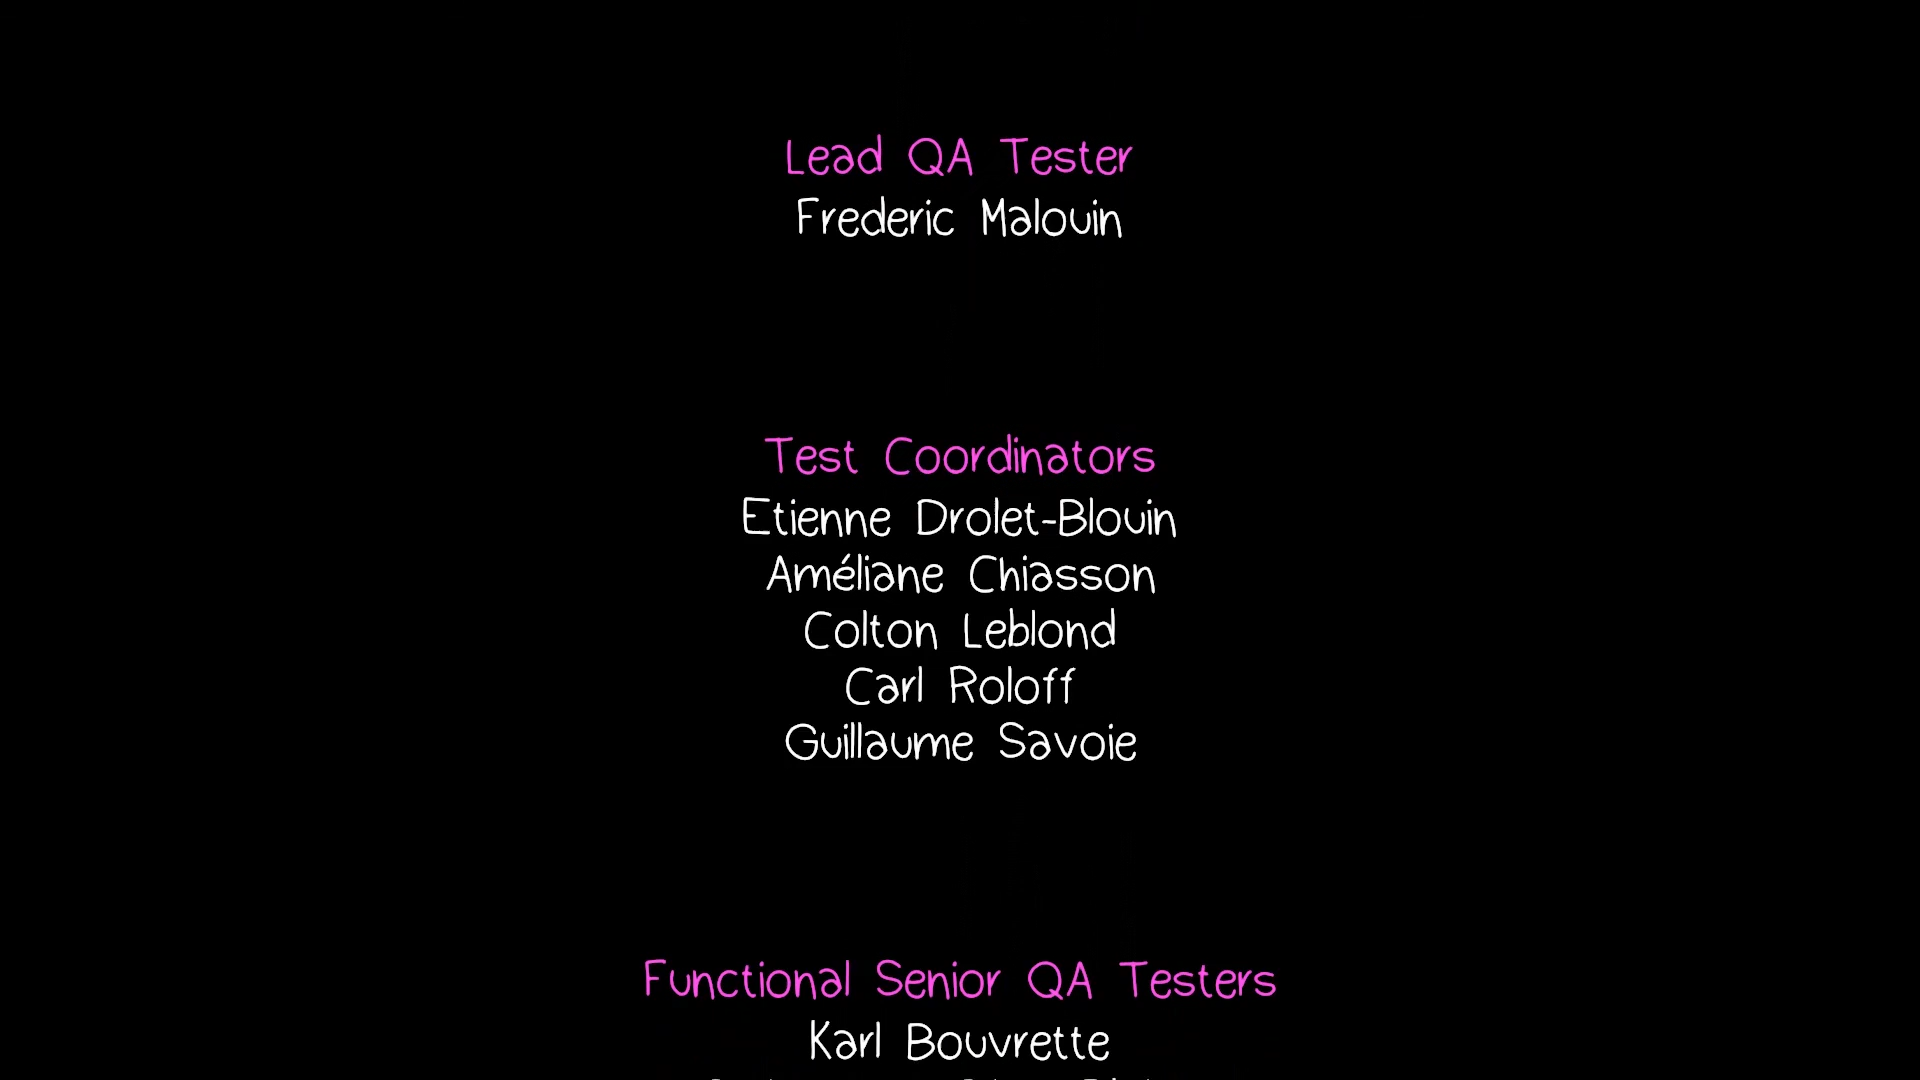 Lead QA Tester
Frederic Malouin
Test Coordinators
Etienne Drolet-Blouin
Améliane Chiasson
Colton Leblond
Carl Roloff
Guillaume Savoie
Functional Senior QA Testers
Karl Bouvrette